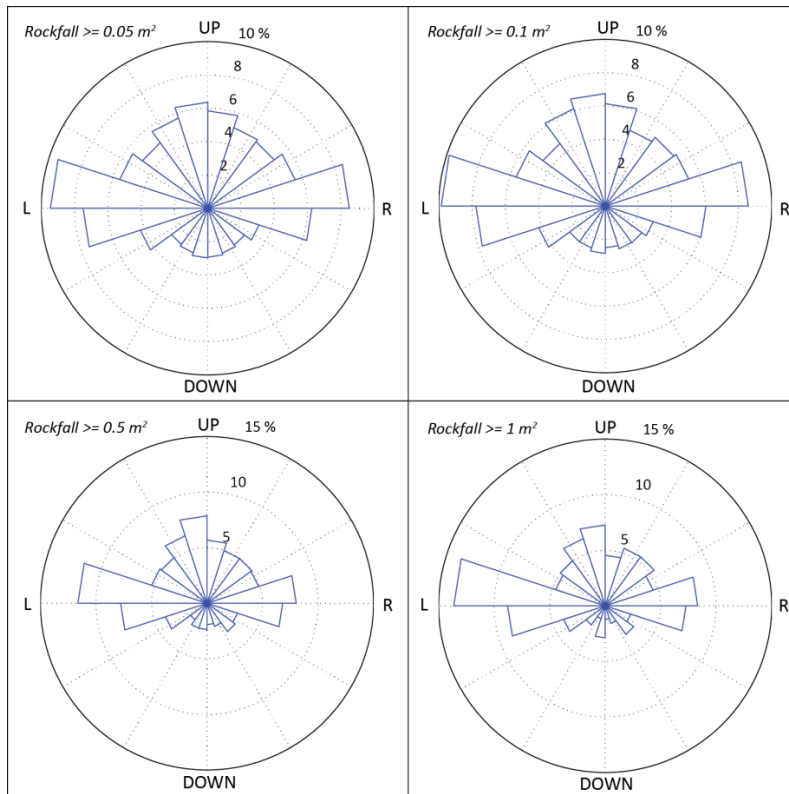 Rockfall >= 0.05 m²
UP
10 %
8
6
4
2
L
R
DOWN
Rockfall >= 0.1 m²
UP
10 %
8
6
4
2
L
R
DOWN
Rockfall >= 0.5 m²
UP
15 %
10
5
L
R
DOWN
Rockfall >= 1 m²
UP
15 %
10
5
L
R
DOWN